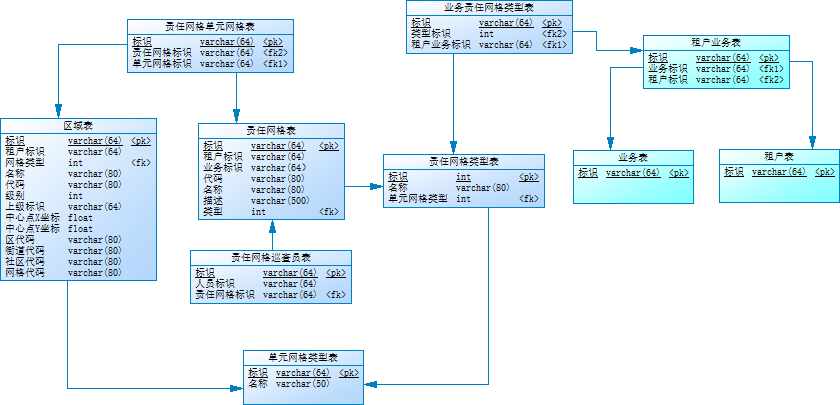 责任网格单元网格表
标识 varchar(64) <pk>
责任网格标识 varchar(64) <fk2>
单元网格标识 varchar(64) <fk1>
业务责任网格类型表
标识 varchar(64) <pk>
类型标识 int <fk2>
租户业务标识 varchar(64) <fk1>
租户业务表
标识 varchar(64) <pk>
业务标识 varchar(64) <fk1>
租户标识 varchar(64) <fk2>
区域表
标识 varchar(64) <pk>
租户标识 varchar(64)
网格类型 int <fk>
名称 varchar(80)
代码 varchar(80)
级别 int
上级标识 varchar(64)
中心点X坐标 float
中心点Y坐标 float
区代码 varchar(80)
街道代码 varchar(80)
社区代码 varchar(80)
网格代码 varchar(80)
责任网格表
标识 varchar(64) <pk>
租户标识 varchar(64)
业务标识 varchar(64)
代码 varchar(80)
名称 varchar(80)
描述 varchar(500)
类型 int <fk>
责任网格类型表
标识 int <pk>
名称 varchar(80)
单元网格类型 int <fk>
业务表
标识 varchar(64) <pk>
租户表
标识 varchar(64) <pk>
责任网格巡查员表
标识 varchar(64) <pk>
人员标识 varchar(64)
责任网格标识 varchar(64) <fk>
单元网格类型表
标识 varchar(64) <pk>
名称 varchar(50)